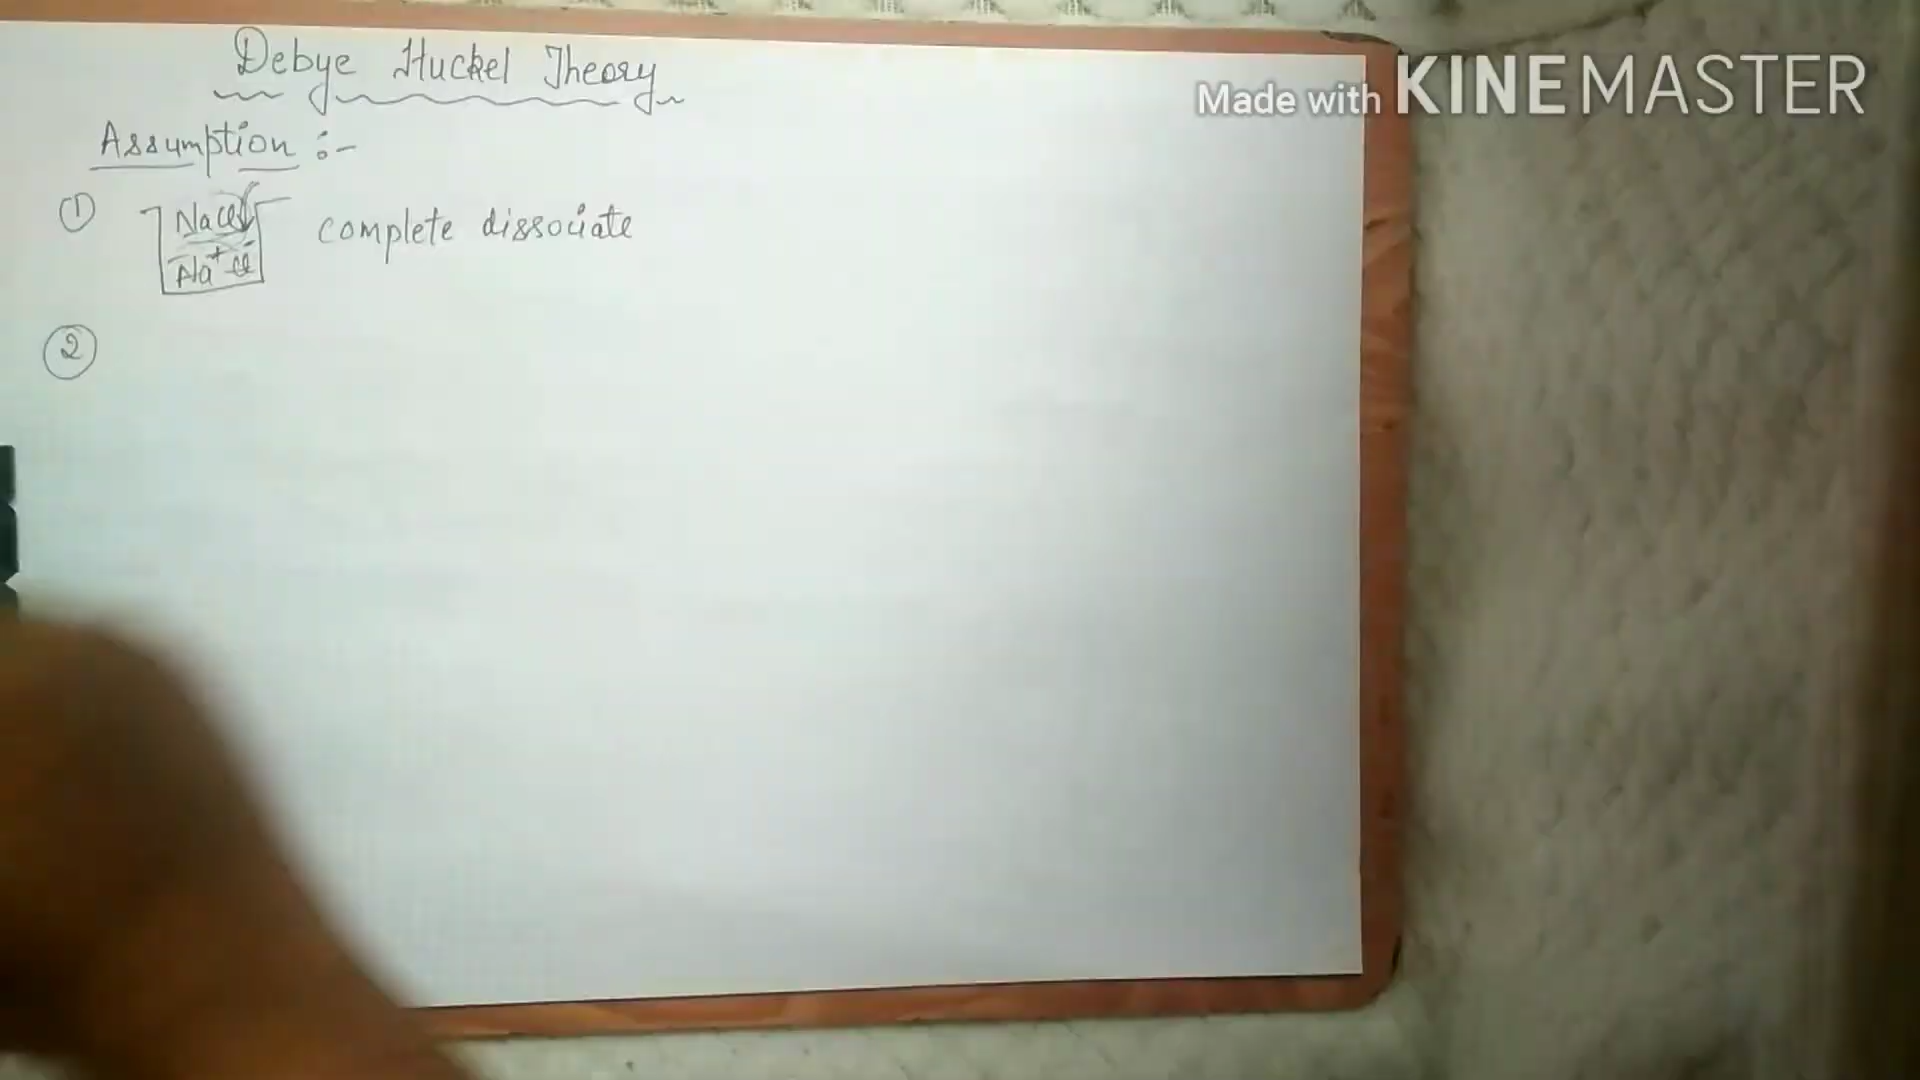 Debye Huckel Theory
Made with KINEMASTER
Assumption :-
① NaCl complete dissociate
Na⁺ Cl⁻
②